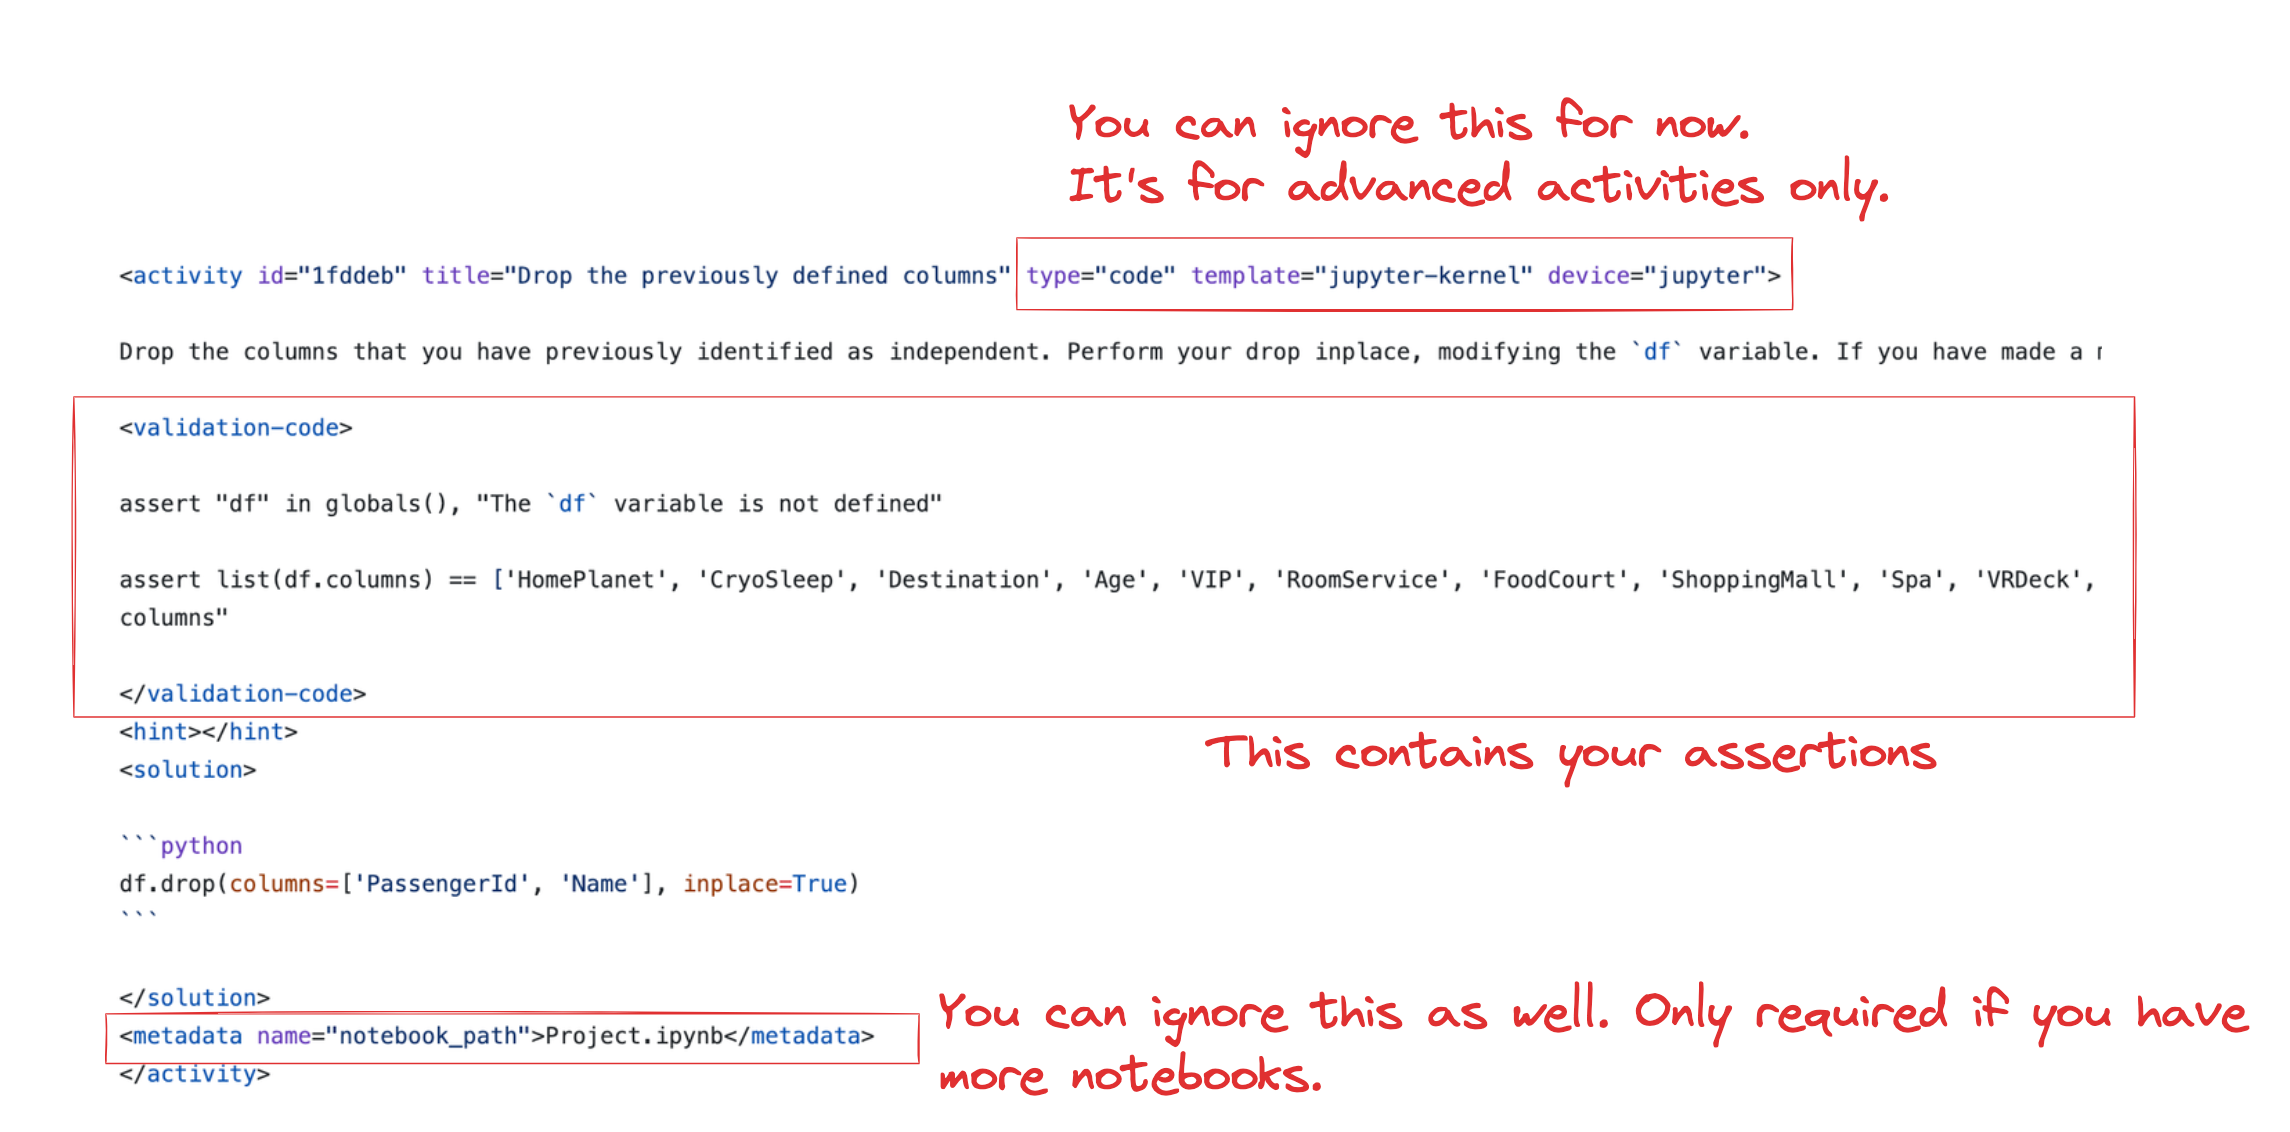 You can ignore this for now.
It's for advanced activities only.
<activity id="1fddeb" title="Drop the previously defined columns" type="code" template="jupyter-kernel" device="jupyter">
Drop the columns that you have previously identified as independent. Perform your drop inplace, modifying the `df` variable. If you have made a
<validation-code>
assert "df" in globals(), "The `df` variable is not defined"
assert list(df.columns) == ['HomePlanet', 'CryoSleep', 'Destination', 'Age', 'VIP', 'RoomService', 'FoodCourt', 'ShoppingMall', 'Spa', 'VRDeck',
columns"
</validation-code>
<hint></hint>
This contains your assertions
<solution>
```python
df.drop(columns=['PassengerId', 'Name'], inplace=True)
```
</solution>
You can ignore this as well. Only required if you have
<metadata name="notebook_path">Project.ipynb</metadata>
more notebooks.
</activity>